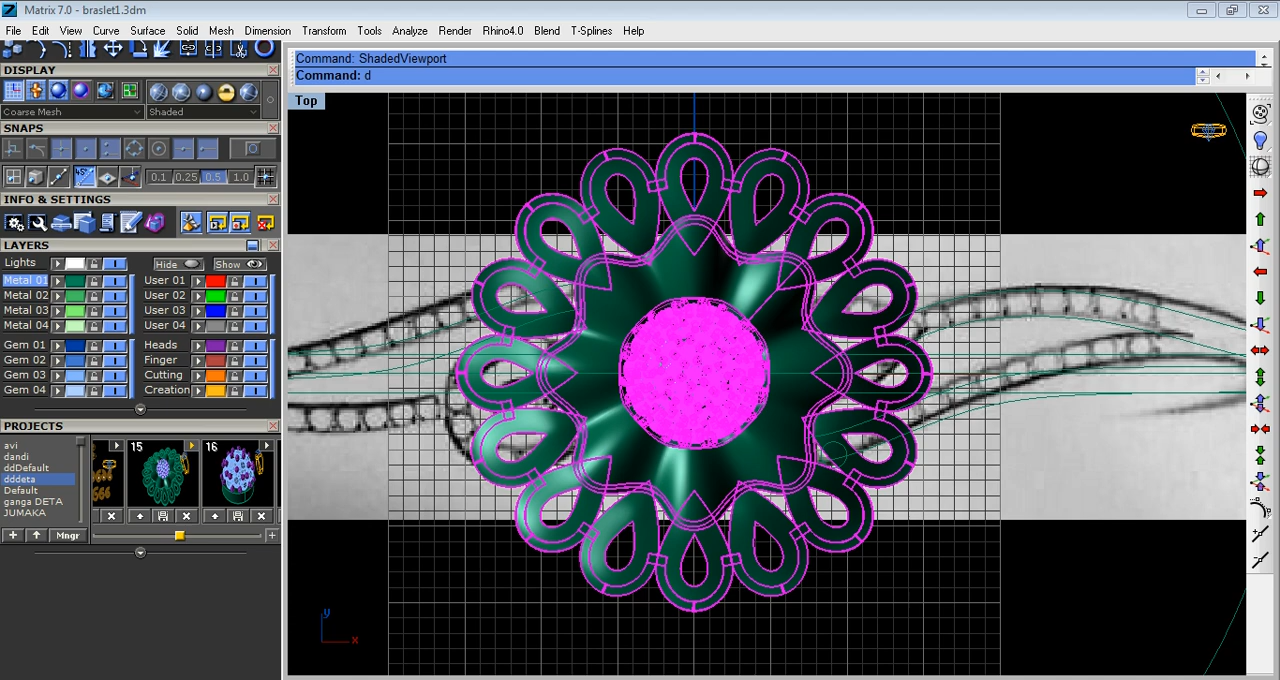 Matrix 7.0 - braslet1.3dm
File Edit View Curve Surface Solid Mesh Dimension Transform Tools Analyze Render Rhino4.0 Blend T-Splines Help
Command: ShadedViewport
Command: d
Top
DISPLAY
Coarse Mesh Shaded
SNAPS
45° 0.1 0.25 0.5 1.0
INFO & SETTINGS
LAYERS
Lights Hide Show
Metal 01 User 01
Metal 02 User 02
Metal 03 User 03
Metal 04 User 04
Gem 01 Heads
Gem 02 Finger
Gem 03 Cutting
Gem 04 Creation
PROJECTS
avi
dandi
ddDefault
dddeta
Default
ganga DETA
JUMAKA
15 16
Mngr
y
x